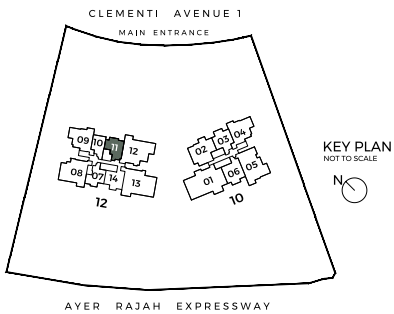 CLEMENTI AVENUE 1
MAIN ENTRANCE
09 10 11 12
08 07 14 13
12
02 03 04
01 06 05
10
KEY PLAN
NOT TO SCALE
N
AYER RAJAH EXPRESSWAY